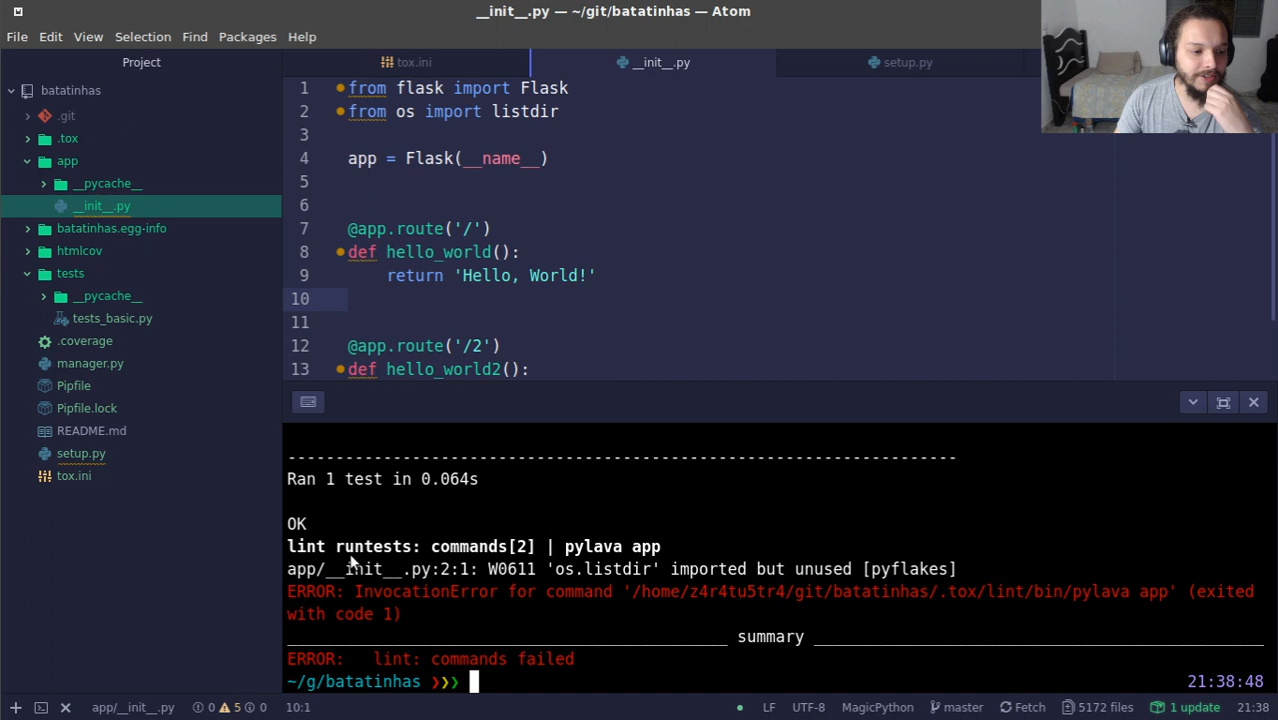 __init__.py — ~/git/batatinhas — Atom
File Edit View Selection Find Packages Help
Project
tox.ini __init__.py setup.py
batatinhas
.git
.tox
app
__pycache__
__init__.py
batatinhas.egg-info
htmlcov
tests
__pycache__
tests_basic.py
.coverage
manager.py
Pipfile
Pipfile.lock
README.md
setup.py
tox.ini
1 from flask import Flask
2 from os import listdir
3
4 app = Flask(__name__)
5
6
7 @app.route('/')
8 def hello_world():
9 return 'Hello, World!'
10
11
12 @app.route('/2')
13 def hello_world2():
----------------------------------------------------------------------
Ran 1 test in 0.064s
OK
lint runtests: commands[2] | pylava app
app/__init__.py:2:1: W0611 'os.listdir' imported but unused [pyflakes]
ERROR: InvocationError for command '/home/z4r4tu5tr4/git/batatinhas/.tox/lint/bin/pylava app' (exited
with code 1)
______________________________________________ summary ______________________________________________
ERROR: lint: commands failed
~/g/batatinhas ❯❯❯ 21:38:48
app/__init__.py 0 5 0 10:1 LF UTF-8 MagicPython master Fetch 5172 files 1 update 21:38